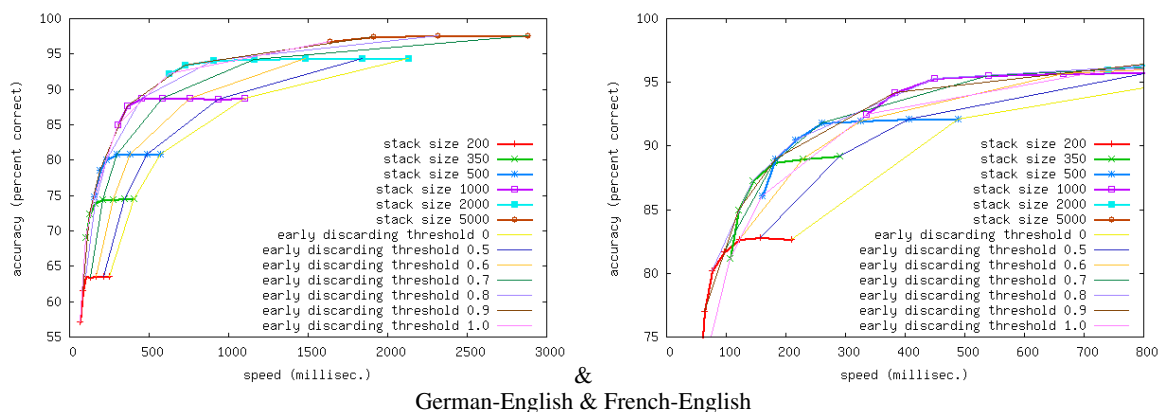 100
95
90
85
80
75
70
65
60
55
accuracy (percent correct)
stack size 200
stack size 350
stack size 500
stack size 1000
stack size 2000
stack size 5000
early discarding threshold 0
early discarding threshold 0.5
early discarding threshold 0.6
early discarding threshold 0.7
early discarding threshold 0.8
early discarding threshold 0.9
early discarding threshold 1.0
0 500 1000 1500 2000 2500 3000
speed (millisec.)
&
100
95
90
85
80
75
accuracy (percent correct)
stack size 200
stack size 350
stack size 500
stack size 1000
stack size 2000
stack size 5000
early discarding threshold 0
early discarding threshold 0.5
early discarding threshold 0.6
early discarding threshold 0.7
early discarding threshold 0.8
early discarding threshold 0.9
early discarding threshold 1.0
0 100 200 300 400 500 600 700 800
speed (millisec.)
German-English & French-English